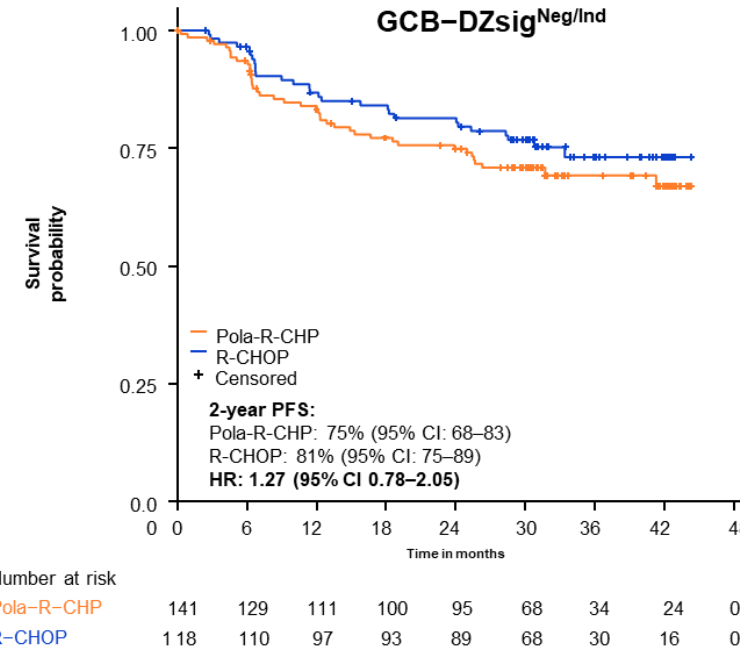 GCB−DZsigNeg/Ind
1.00
0.75
0.50
0.25
0.0
Survival
probability
Pola-R-CHP
R-CHOP
+ Censored
2-year PFS:
Pola-R-CHP: 75% (95% CI: 68–83)
R-CHOP: 81% (95% CI: 75–89)
HR: 1.27 (95% CI 0.78–2.05)
0 0 6 12 18 24 30 36 42 4
Time in months
umber at risk
Pola−R−CHP 141 129 111 100 95 68 34 24 0
R−CHOP 118 110 97 93 89 68 30 16 0